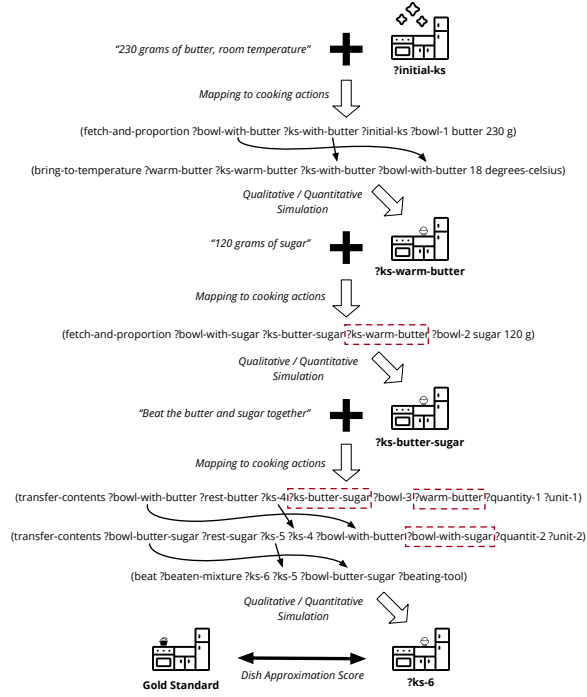 “230 grams of butter, room temperature”
?initial-ks
Mapping to cooking actions
(fetch-and-proportion ?bowl-with-butter ?ks-with-butter ?initial-ks ?bowl-1 butter 230 g)
(bring-to-temperature ?warm-butter ?ks-warm-butter ?ks-with-butter ?bowl-with-butter 18 degrees-celsius)
Qualitative / Quantitative
Simulation
“120 grams of sugar”
?ks-warm-butter
Mapping to cooking actions
(fetch-and-proportion ?bowl-with-sugar ?ks-butter-sugar ?ks-warm-butter ?bowl-2 sugar 120 g)
Qualitative / Quantitative
Simulation
“Beat the butter and sugar together”
?ks-butter-sugar
Mapping to cooking actions
(transfer-contents ?bowl-with-butter ?rest-butter ?ks-4 ?ks-butter-sugar ?bowl-3 ?warm-butter ?quantity-1 ?unit-1)
(transfer-contents ?bowl-butter-sugar ?rest-sugar ?ks-5 ?ks-4 ?bowl-with-butter ?bowl-with-sugar ?quantit-2 ?unit-2)
(beat ?beaten-mixture ?ks-6 ?ks-5 ?bowl-butter-sugar ?beating-tool)
Qualitative / Quantitative
Simulation
Gold Standard
Dish Approximation Score
?ks-6